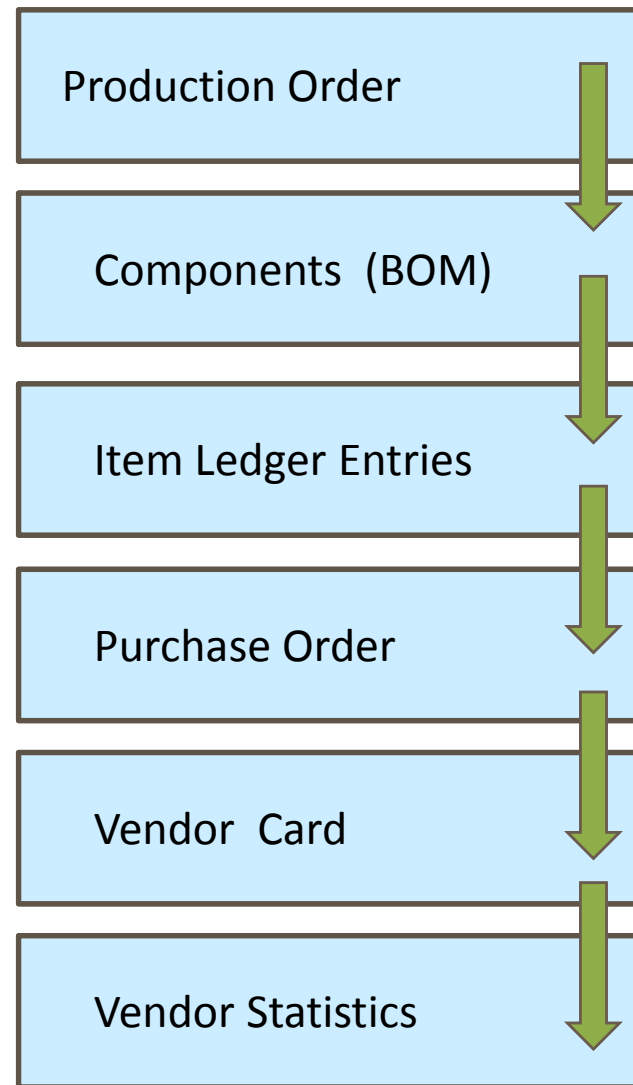 Production Order
Components (BOM)
Item Ledger Entries
Purchase Order
Vendor Card
Vendor Statistics